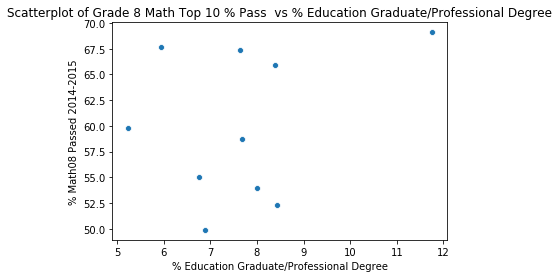 Scatterplot of Grade 8 Math Top 10 % Pass  vs % Education Graduate/Professional Degree
% Math08 Passed 2014-2015
70.0
67.5
65.0
62.5
60.0
57.5
55.0
52.5
50.0
5 6 7 8 9 10 11 12
% Education Graduate/Professional Degree